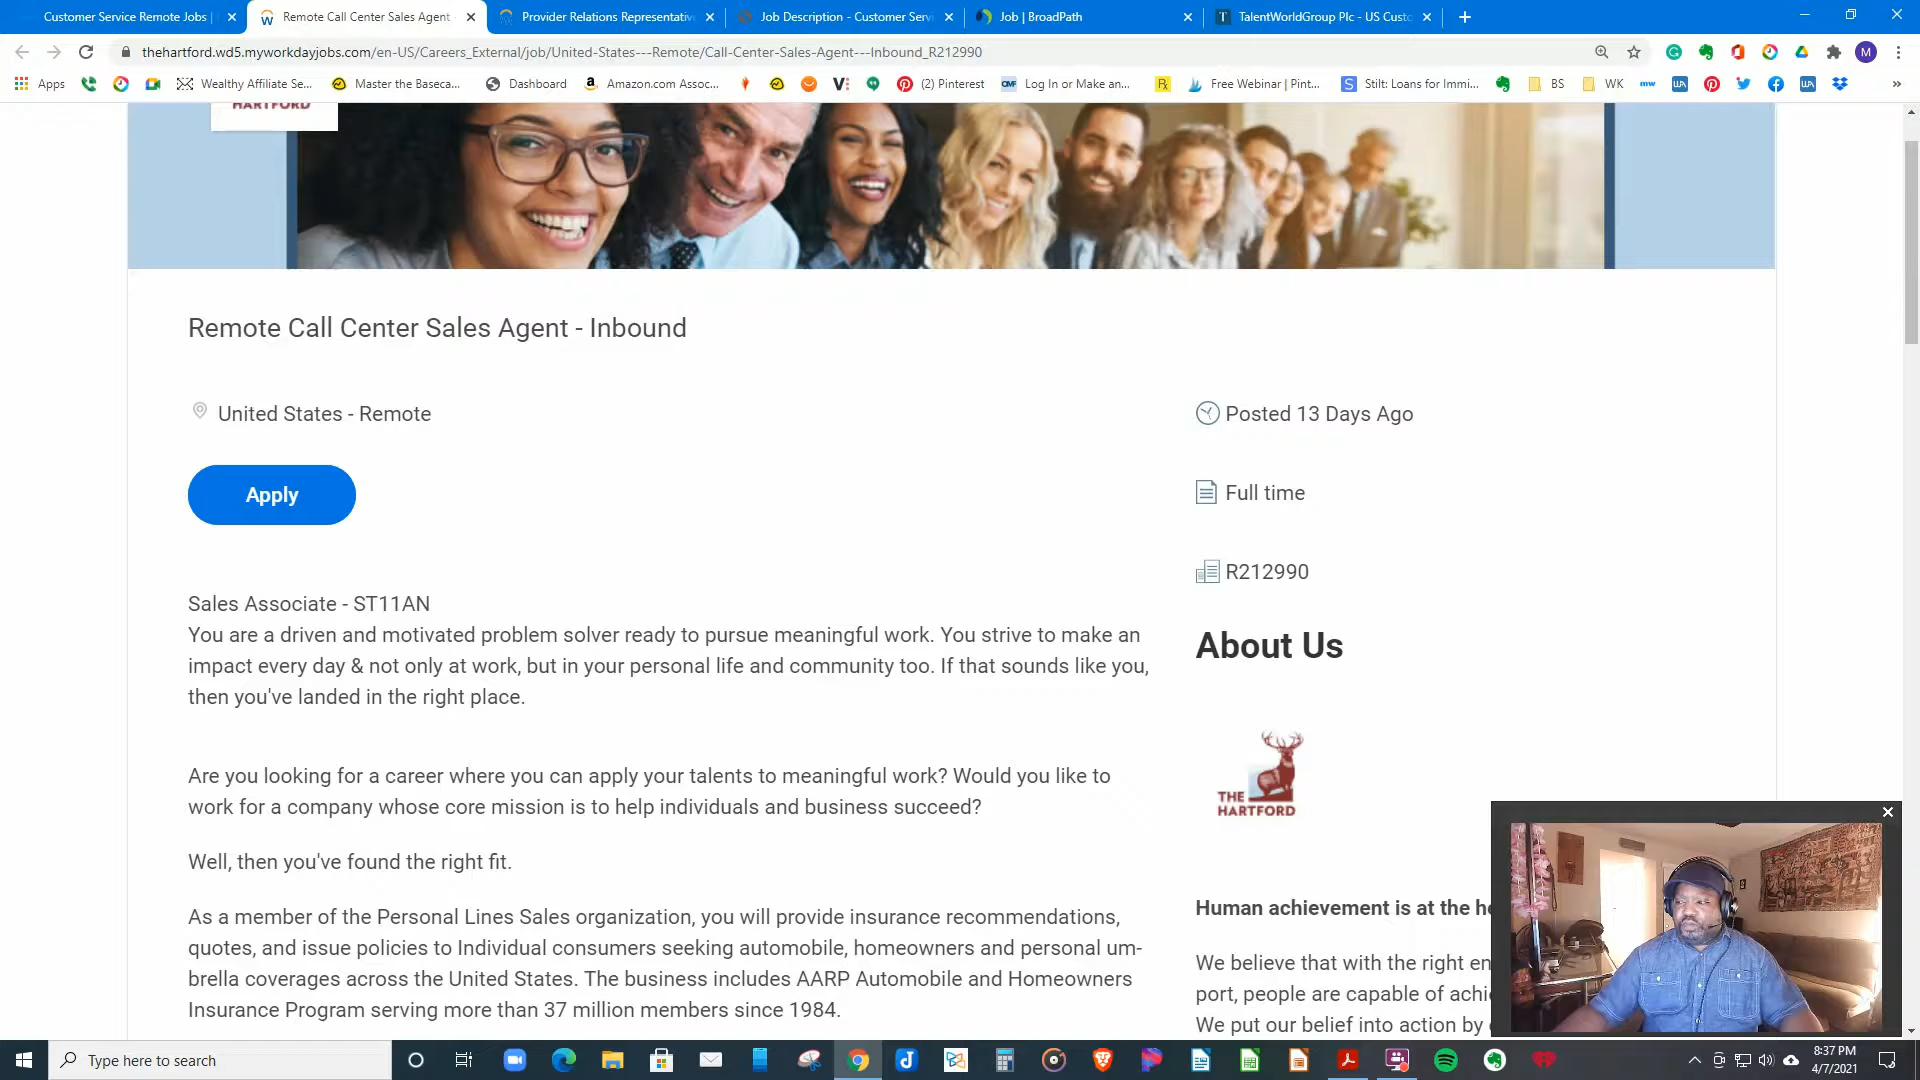 Customer Service Remote Jobs |
Remote Call Center Sales Agent
Provider Relations Representativ
Job Description - Customer Servi
Job | BroadPath
TalentWorldGroup Plc - US Custo
thehartford.wd5.myworkdayjobs.com/en-US/Careers_External/job/United-States---Remote/Call-Center-Sales-Agent---Inbound_R212990
M
Apps
Wealthy Affiliate Se...
Master the Baseca...
Dashboard
Amazon.com Assoc...
(2) Pinterest
Log In or Make an...
Free Webinar | Pint...
Stilt: Loans for Immi...
BS
WK
HARTFORD
Remote Call Center Sales Agent - Inbound
United States - Remote
Posted 13 Days Ago
Apply
Full time
R212990
Sales Associate - ST11AN
You are a driven and motivated problem solver ready to pursue meaningful work. You strive to make an
impact every day & not only at work, but in your personal life and community too. If that sounds like you,
then you've landed in the right place.
About Us
THE
HARTFORD
Are you looking for a career where you can apply your talents to meaningful work? Would you like to
work for a company whose core mission is to help individuals and business succeed?
Well, then you've found the right fit.
As a member of the Personal Lines Sales organization, you will provide insurance recommendations,
quotes, and issue policies to Individual consumers seeking automobile, homeowners and personal um-
brella coverages across the United States. The business includes AARP Automobile and Homeowners
Insurance Program serving more than 37 million members since 1984.
Human achievement is at the he
We believe that with the right en
port, people are capable of achi
We put our belief into action by
Type here to search
8:37 PM
4/7/2021